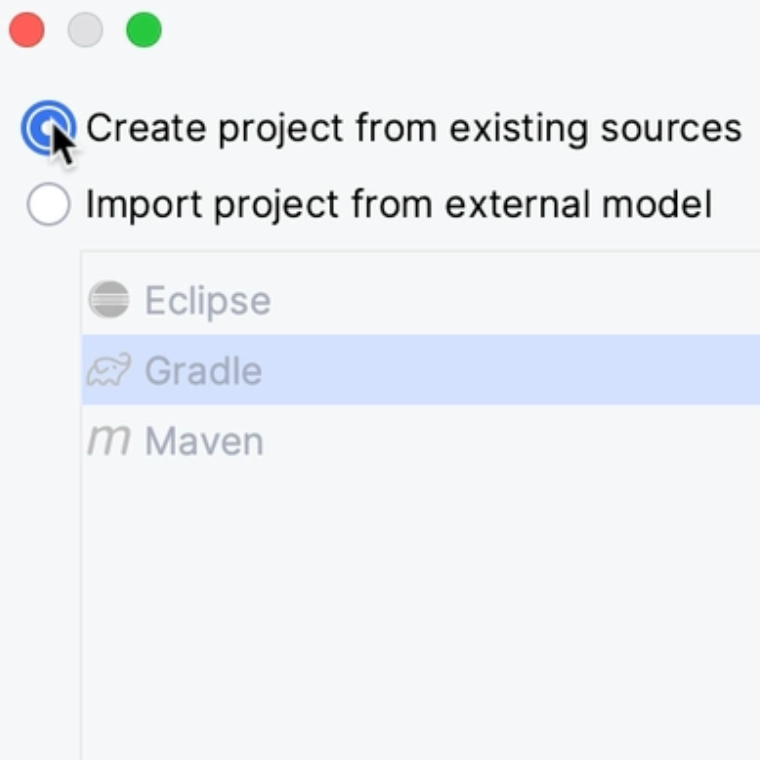 Create project from existing sources
Import project from external model
Eclipse
Gradle
Maven